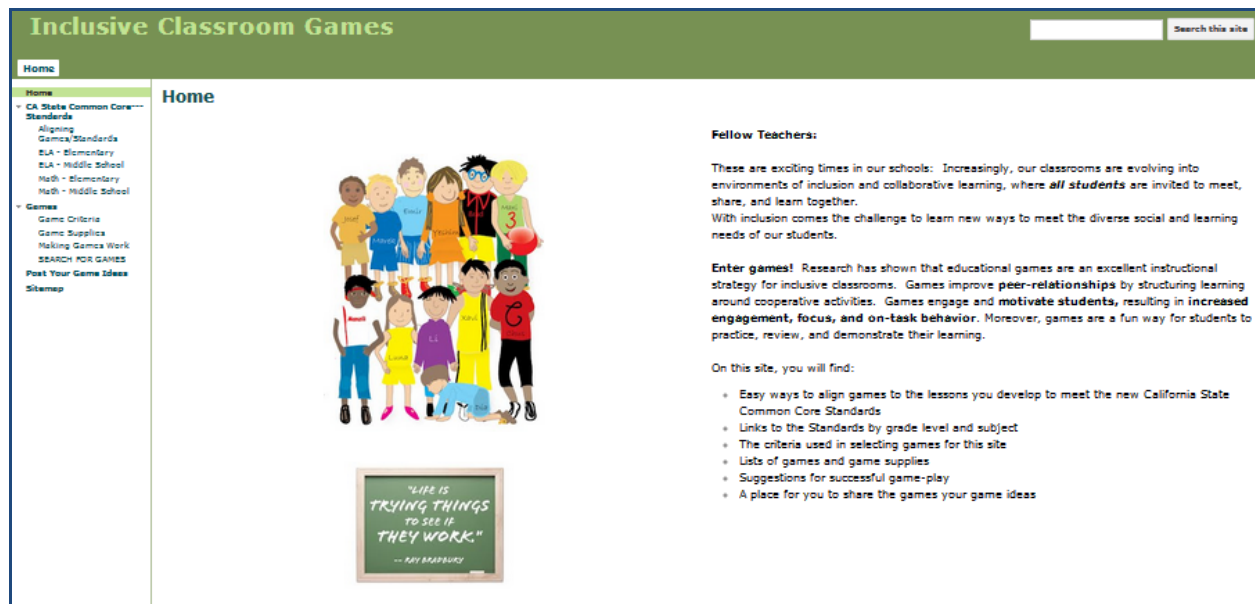 Inclusive Classroom Games
Search this site
Home
Home
CA State Common Core---
Standards
Aligning
Games/Standards
ELA - Elementary
ELA - Middle School
Math - Elementary
Math - Middle School
Games
Game Criteria
Game Supplies
Making Games Work
SEARCH FOR GAMES
Post Your Game Ideas
Sitemap
Home
Josef
Emir
Maxi
3
Luna
Li
Xavi
"LIFE IS
TRYING THINGS
TO SEE IF
THEY WORK."
-- RAY BRADBURY
Fellow Teachers:
These are exciting times in our schools: Increasingly, our classrooms are evolving into
environments of inclusion and collaborative learning, where all students are invited to meet,
share, and learn together.
With inclusion comes the challenge to learn new ways to meet the diverse social and learning
needs of our students.
Enter games! Research has shown that educational games are an excellent instructional
strategy for inclusive classrooms. Games improve peer-relationships by structuring learning
around cooperative activities. Games engage and motivate students, resulting in increased
engagement, focus, and on-task behavior. Moreover, games are a fun way for students to
practice, review, and demonstrate their learning.
On this site, you will find:
Easy ways to align games to the lessons you develop to meet the new California State
Common Core Standards
Links to the Standards by grade level and subject
The criteria used in selecting games for this site
Lists of games and game supplies
Suggestions for successful game-play
A place for you to share the games your game ideas